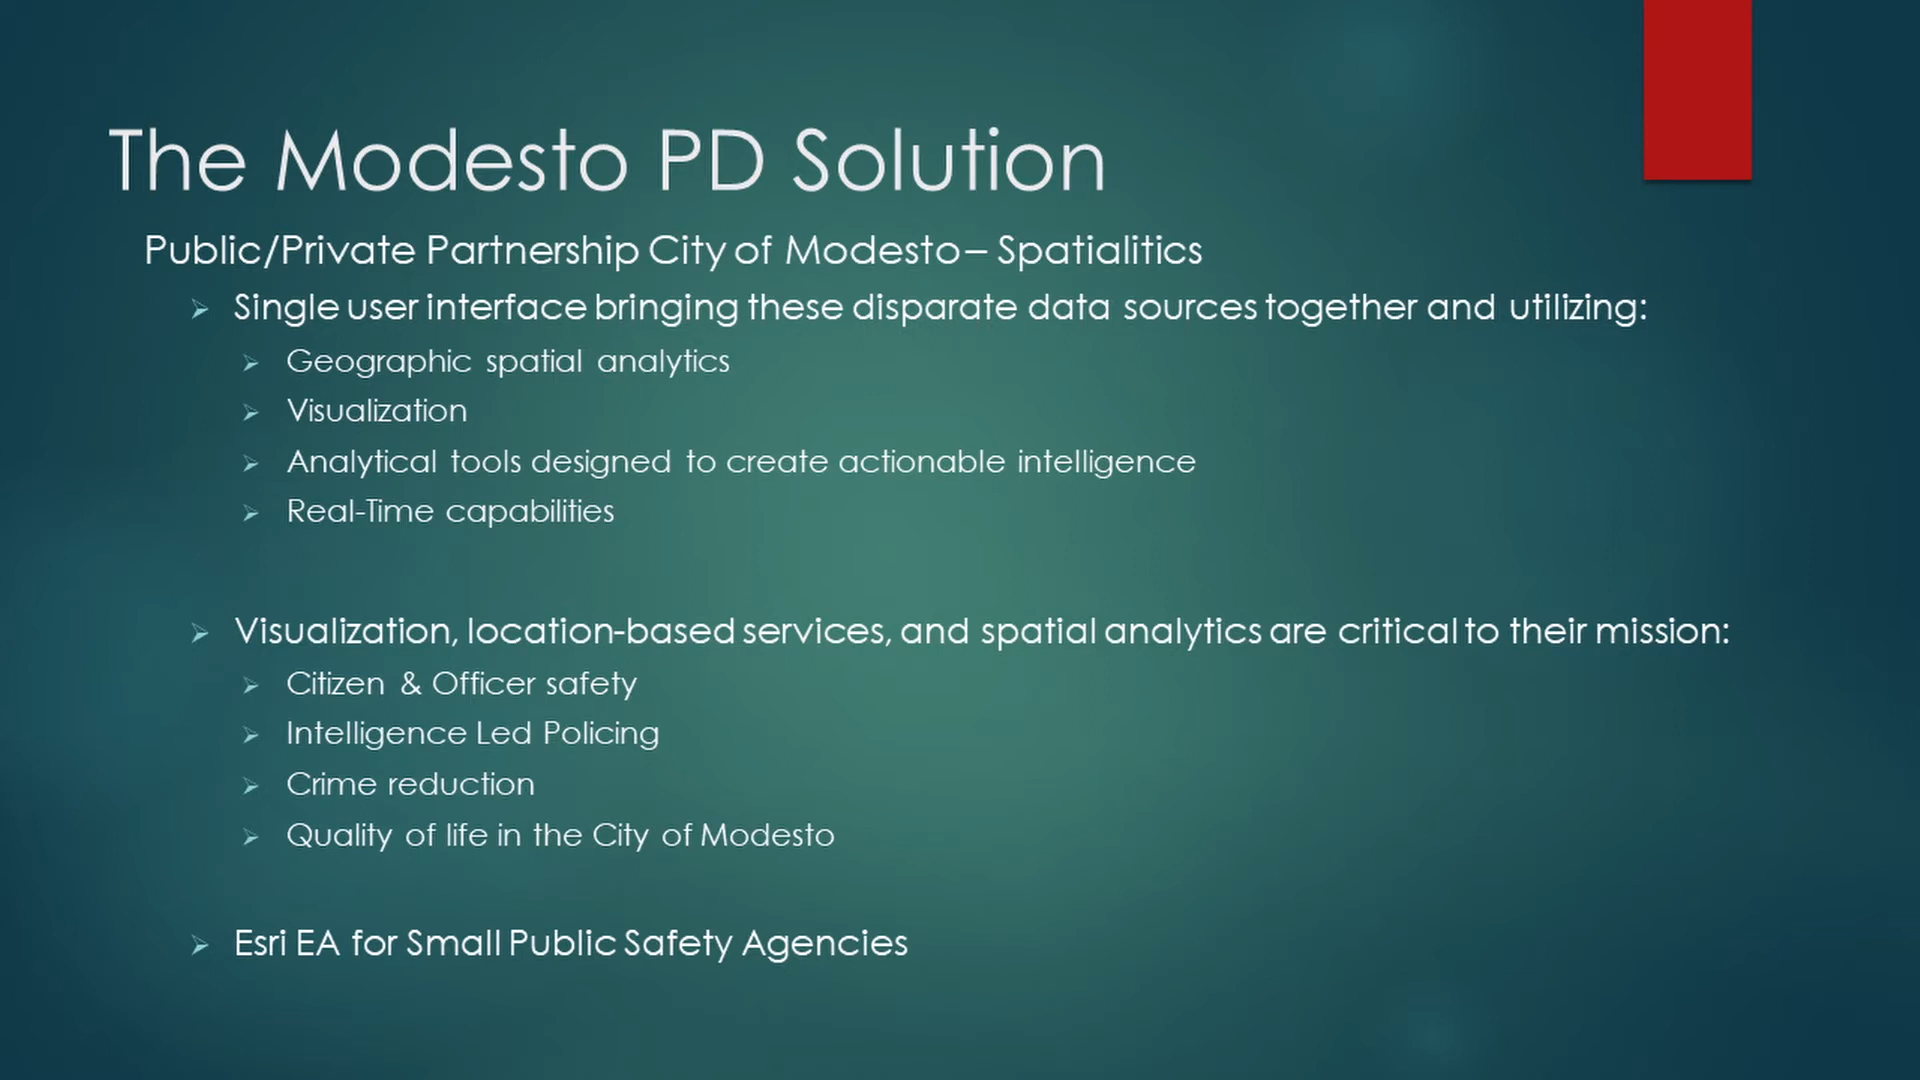 The Modesto PD Solution
Public/Private Partnership City of Modesto – Spatialitics
Single user interface bringing these disparate data sources together and utilizing:
Geographic spatial analytics
Visualization
Analytical tools designed to create actionable intelligence
Real-Time capabilities
Visualization, location-based services, and spatial analytics are critical to their mission:
Citizen & Officer safety
Intelligence Led Policing
Crime reduction
Quality of life in the City of Modesto
Esri EA for Small Public Safety Agencies